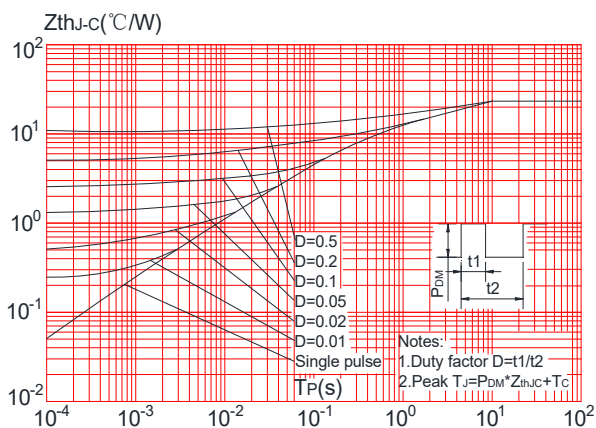 ZthJ-C(℃/W)
10²
10¹
10⁰
10⁻¹
10⁻²
D=0.5
D=0.2
D=0.1
D=0.05
D=0.02
D=0.01
Single pulse
TP(s)
PDM
t1
t2
Notes:
1.Duty factor D=t1/t2
2.Peak TJ=PDM*ZthJC+TC
10⁻⁴ 10⁻³ 10⁻² 10⁻¹ 10⁰ 10¹ 10²